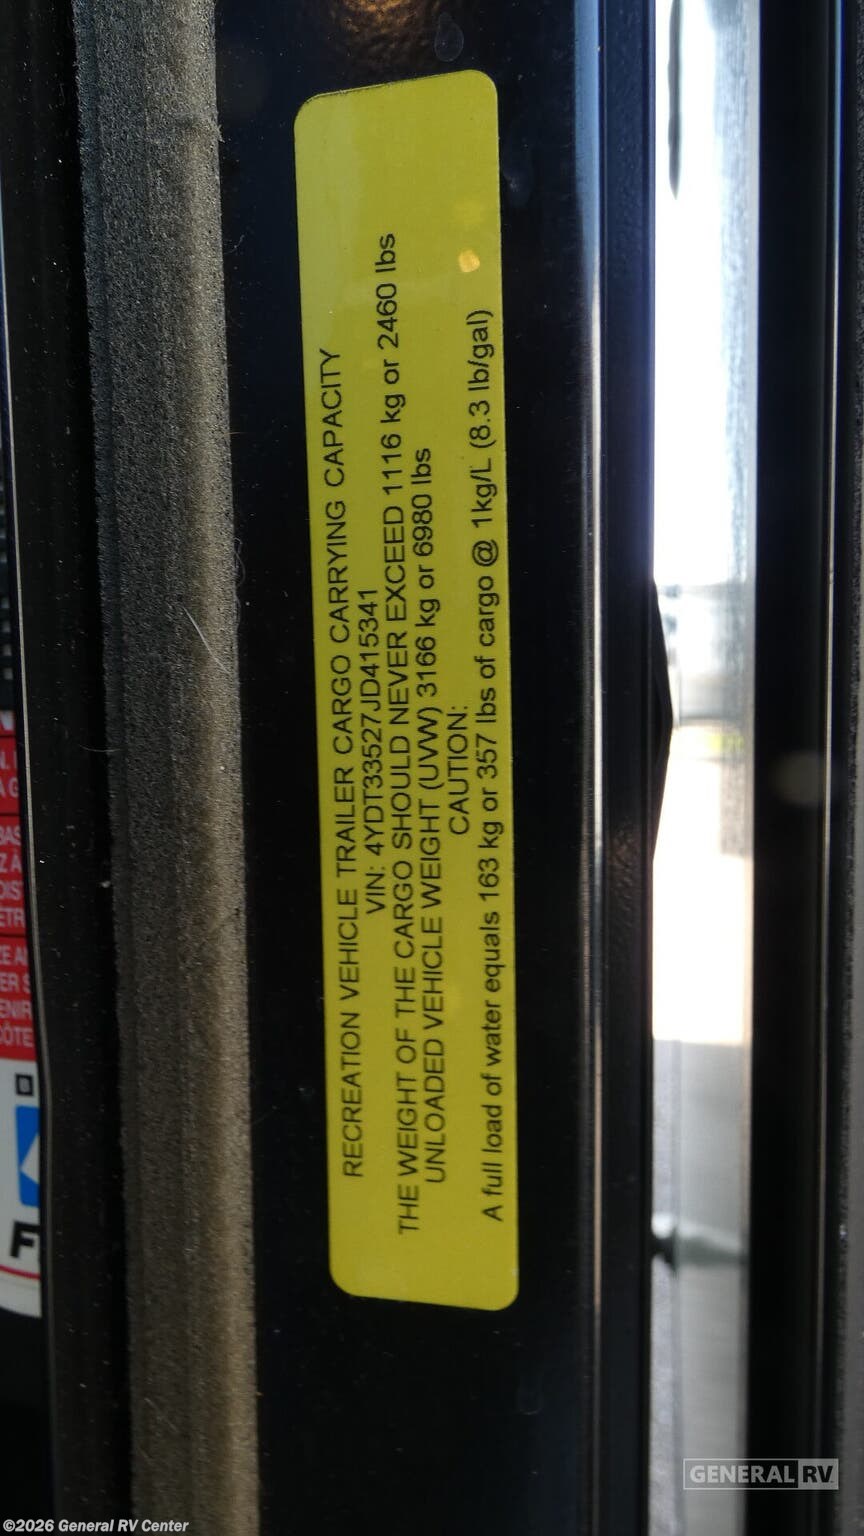 RECREATION VEHICLE TRAILER CARGO CARRYING CAPACITY
VIN: 4YDT33527JD415341
THE WEIGHT OF THE CARGO SHOULD NEVER EXCEED 1116 kg or 2460 lbs
UNLOADED VEHICLE WEIGHT (UVW) 3166 kg or 6980 lbs
CAUTION:
A full load of water equals 163 kg or 357 lbs of cargo @ 1kg/L (8.3 lb/gal)
GENERAL RV
©2026 General RV Center